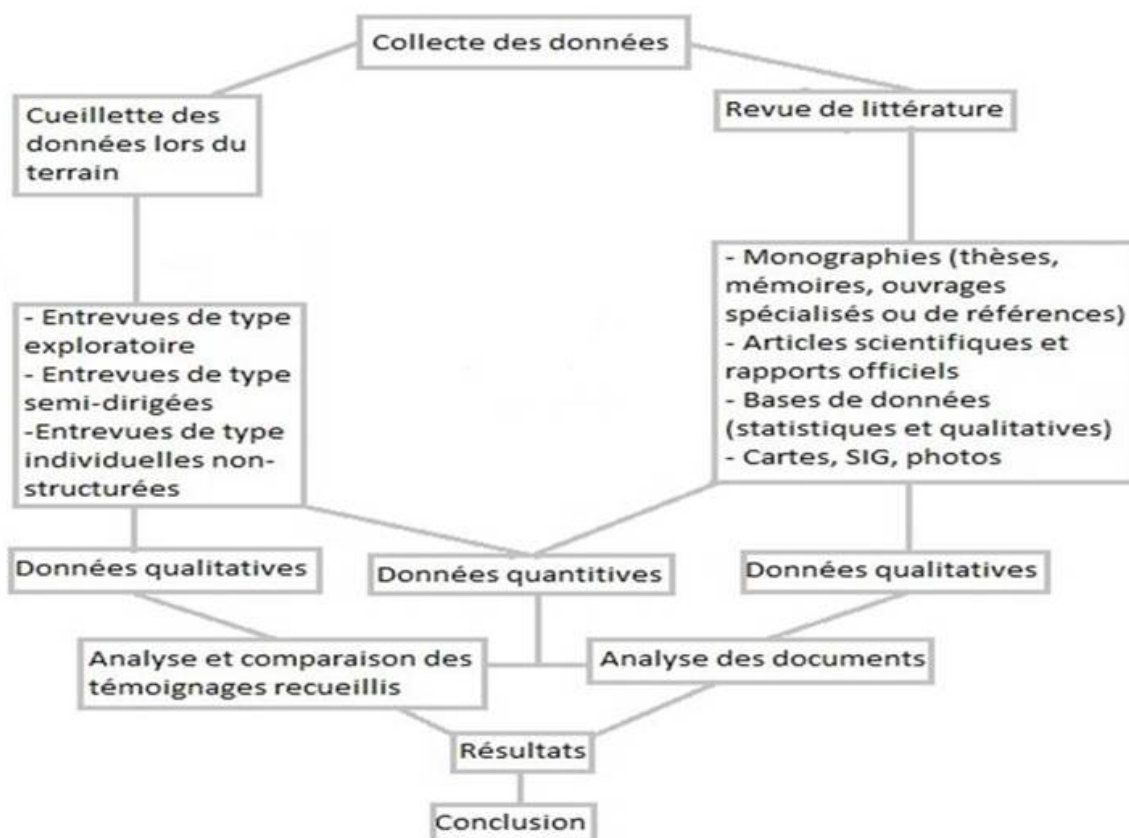 Collecte des données
Cueillette des
données lors du
terrain
Revue de littérature
- Entrevues de type
exploratoire
- Entrevues de type
semi-dirigées
-Entrevues de type
individuelles non-
structurées
- Monographies (thèses,
mémoires, ouvrages
spécialisés ou de références)
- Articles scientifiques et
rapports officiels
- Bases de données
(statistiques et qualitatives)
- Cartes, SIG, photos
Données qualitatives
Données quantitives
Données qualitatives
Analyse et comparaison des
témoignages recueillis
Analyse des documents
Résultats
Conclusion